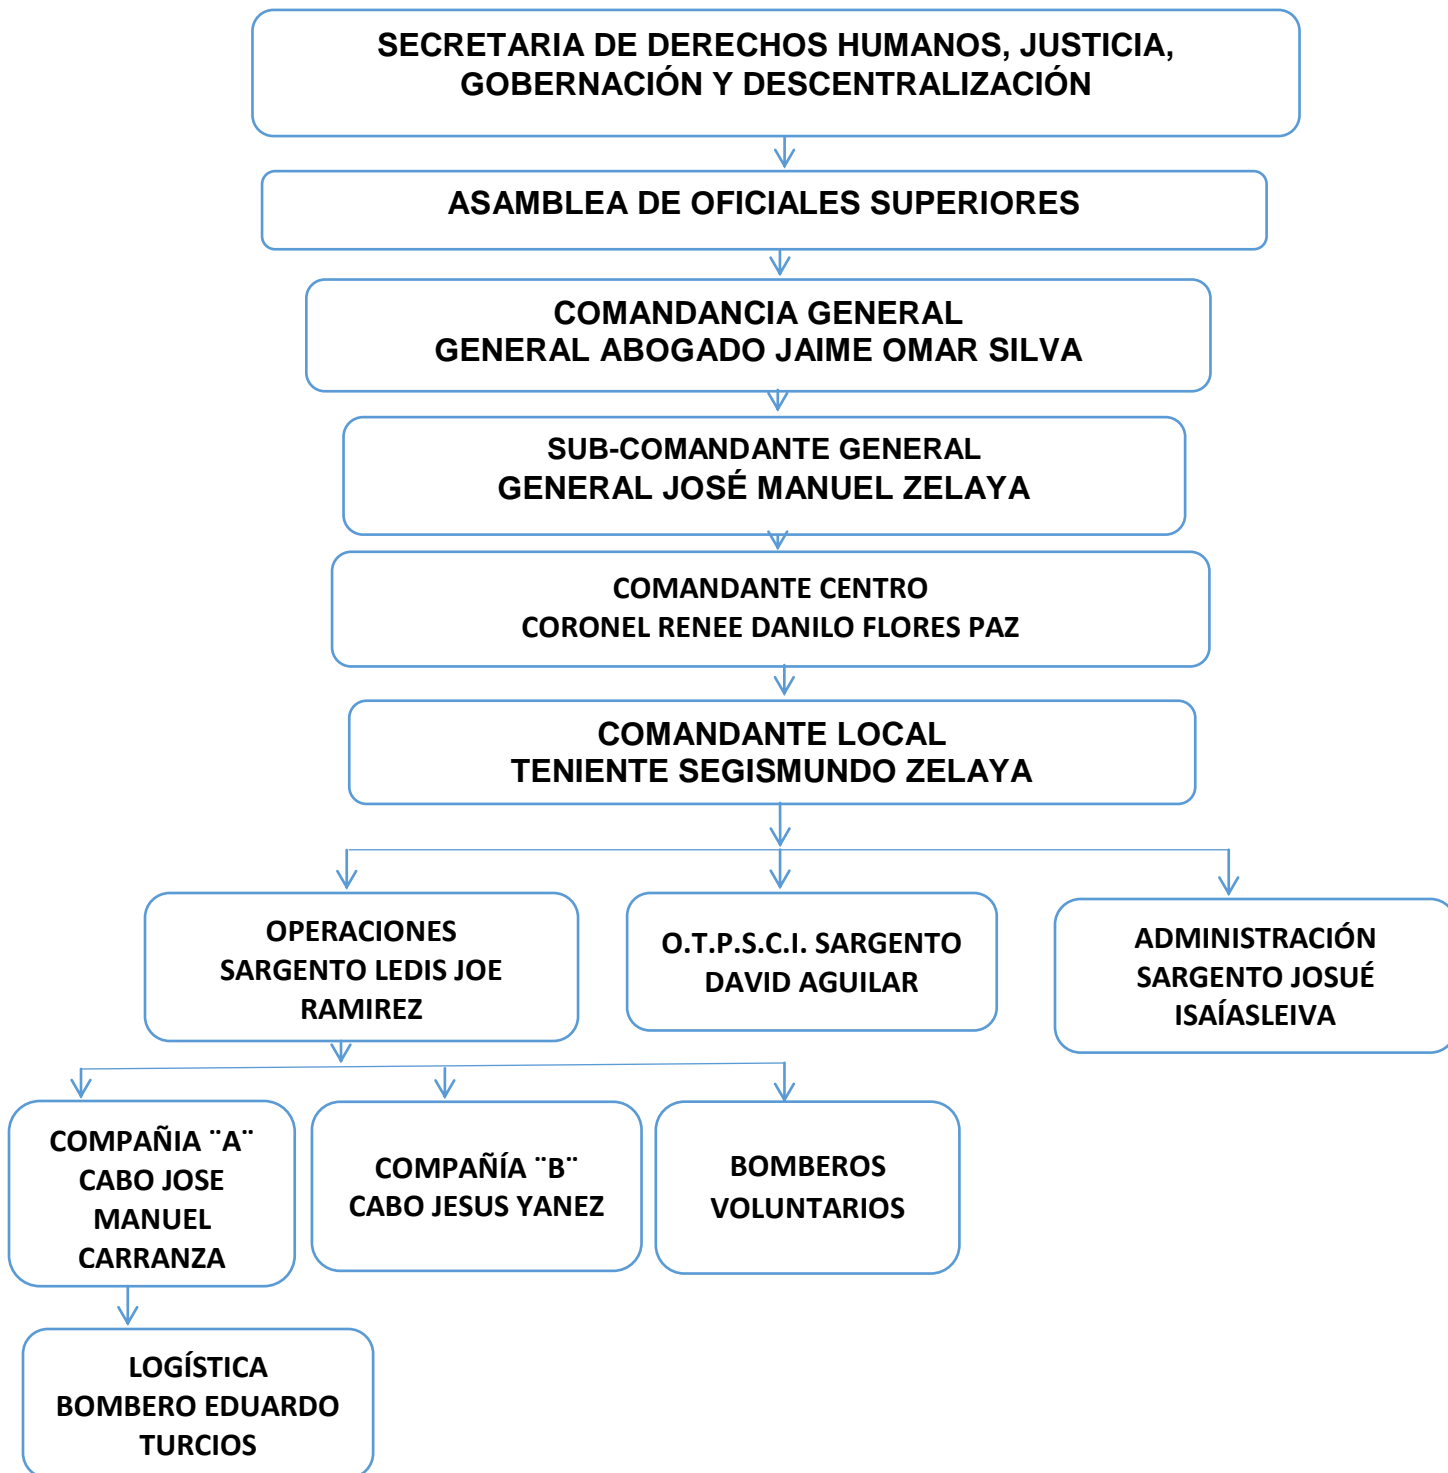 SECRETARIA DE DERECHOS HUMANOS, JUSTICIA,
GOBERNACIÓN Y DESCENTRALIZACIÓN
ASAMBLEA DE OFICIALES SUPERIORES
COMANDANCIA GENERAL
GENERAL ABOGADO JAIME OMAR SILVA
SUB-COMANDANTE GENERAL
GENERAL JOSÉ MANUEL ZELAYA
COMANDANTE CENTRO
CORONEL RENEE DANILO FLORES PAZ
COMANDANTE LOCAL
TENIENTE SEGISMUNDO ZELAYA
OPERACIONES
SARGENTO LEDIS JOE
RAMIREZ
O.T.P.S.C.I. SARGENTO
DAVID AGUILAR
ADMINISTRACIÓN
SARGENTO JOSUÉ
ISAÍASLEIVA
COMPAÑIA ¨A¨
CABO JOSE
MANUEL
CARRANZA
COMPAÑÍA ¨B¨
CABO JESUS YANEZ
BOMBEROS
VOLUNTARIOS
LOGÍSTICA
BOMBERO EDUARDO
TURCIOS